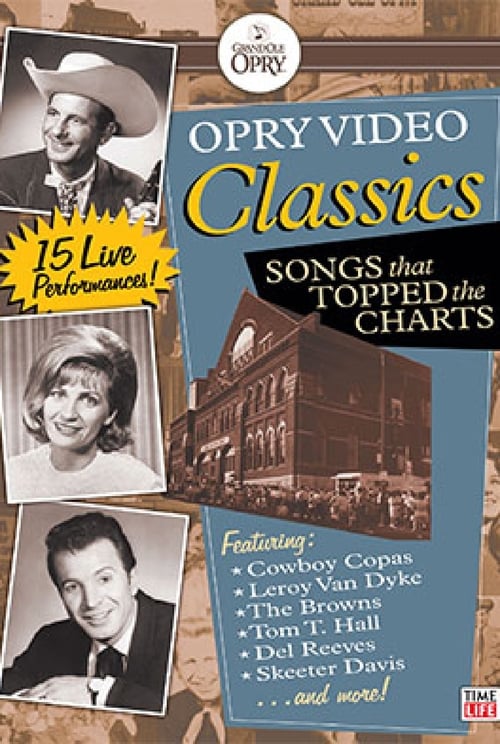 GRAND OLE
OPRY
OPRY VIDEO
Classics
15 Live
Performances!
SONGS that
TOPPED the
CHARTS
Featuring:
★ Cowboy Copas
★ Leroy Van Dyke
★ The Browns
★ Tom T. Hall
★ Del Reeves
★ Skeeter Davis
...and more!
TIME
LIFE